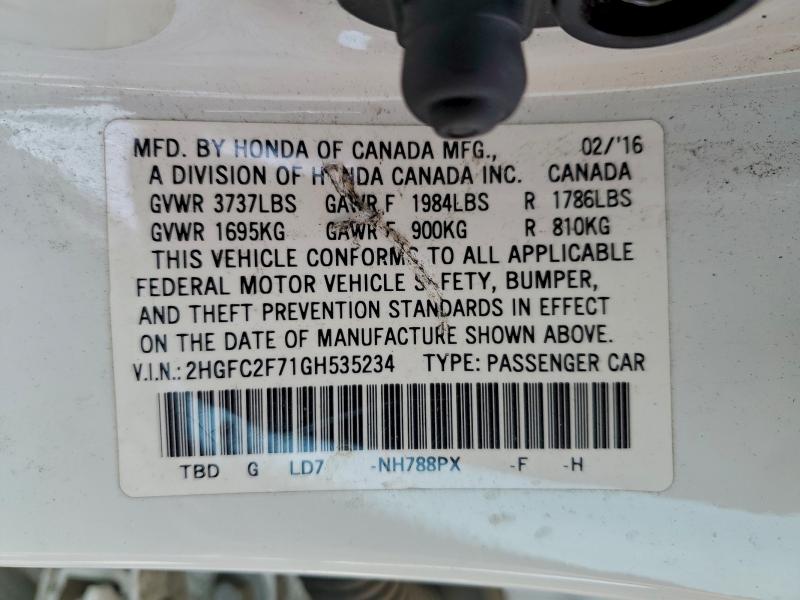 MFD. BY HONDA OF CANADA MFG., 02/'16
A DIVISION OF HONDA CANADA INC. CANADA
GVWR 3737LBS GAWR F 1984LBS R 1786LBS
GVWR 1695KG GAWR F 900KG R 810KG
THIS VEHICLE CONFORMS TO ALL APPLICABLE
FEDERAL MOTOR VEHICLE SAFETY, BUMPER,
AND THEFT PREVENTION STANDARDS IN EFFECT
ON THE DATE OF MANUFACTURE SHOWN ABOVE.
V.I.N.: 2HGFC2F71GH535234 TYPE: PASSENGER CAR
TBD G LD7 -NH788PX -F -H